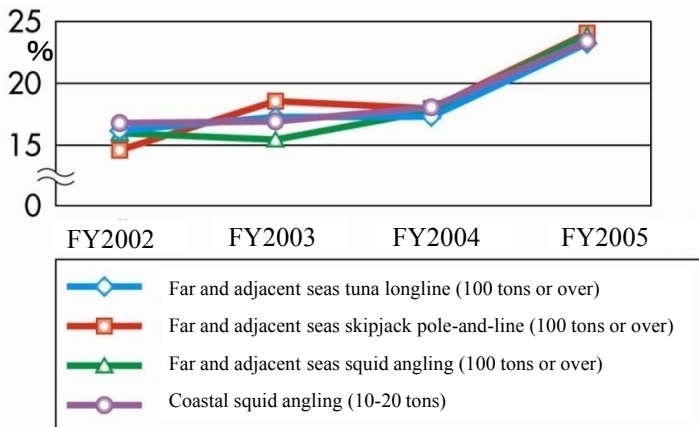 25
%
20
15
0
FY2002 FY2003 FY2004 FY2005
Far and adjacent seas tuna longline (100 tons or over)
Far and adjacent seas skipjack pole-and-line (100 tons or over)
Far and adjacent seas squid angling (100 tons or over)
Coastal squid angling (10-20 tons)